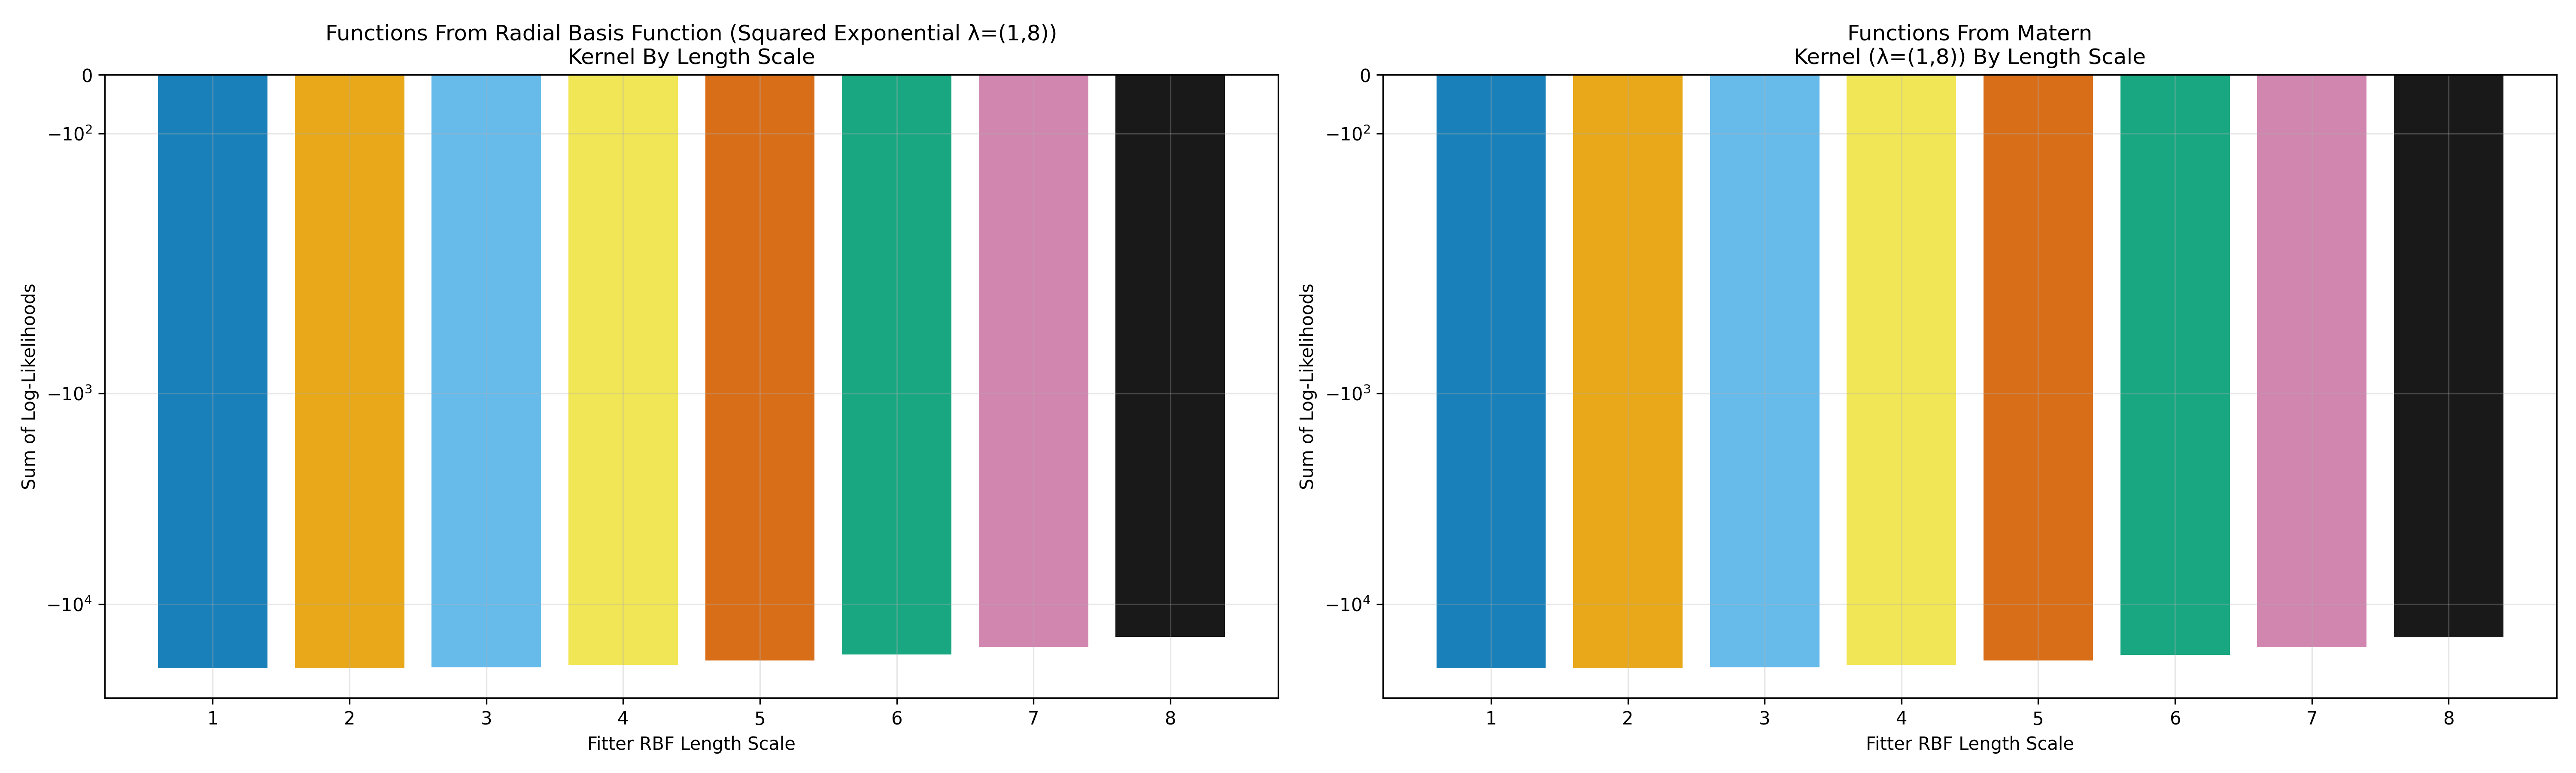 Functions From Radial Basis Function (Squared Exponential λ=(1,8))
Kernel By Length Scale
0
−10²
−10³
−10⁴
Sum of Log-Likelihoods
1 2 3 4 5 6 7 8
Fitter RBF Length Scale
Functions From Matern
Kernel (λ=(1,8)) By Length Scale
0
−10²
−10³
−10⁴
Sum of Log-Likelihoods
1 2 3 4 5 6 7 8
Fitter RBF Length Scale